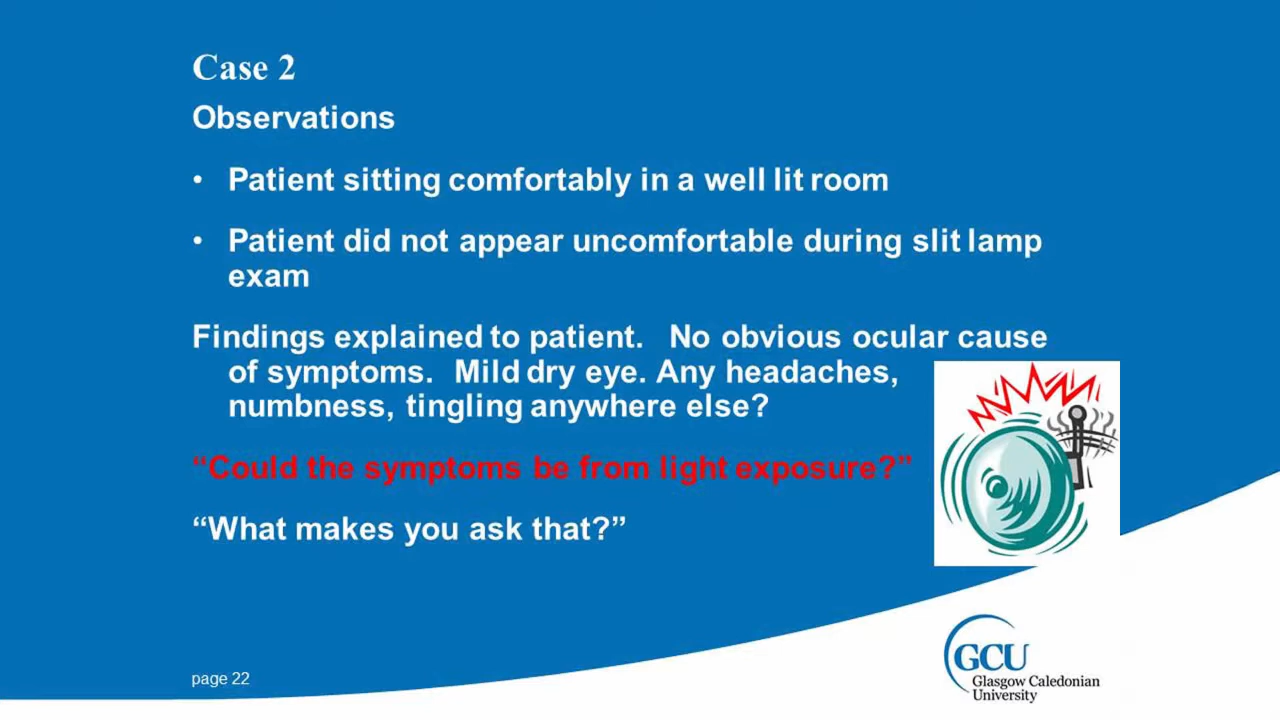 Case 2
Observations
• Patient sitting comfortably in a well lit room
• Patient did not appear uncomfortable during slit lamp
exam
Findings explained to patient. No obvious ocular cause
of symptoms. Mild dry eye. Any headaches,
numbness, tingling anywhere else?
“Could the symptoms be from light exposure?”
“What makes you ask that?”
page 22
GCU
Glasgow Caledonian
University